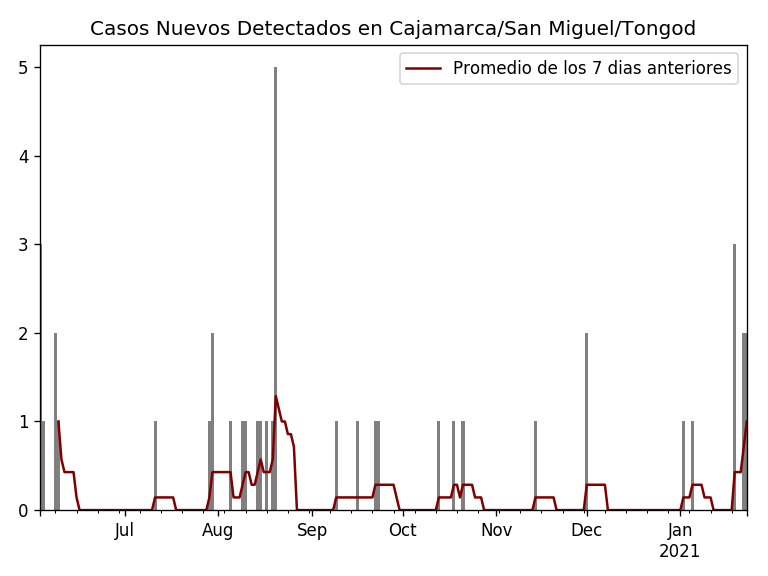 Casos Nuevos Detectados en Cajamarca/San Miguel/Tongod
Promedio de los 7 dias anteriores
5
4
3
2
1
0
Jul Aug Sep Oct Nov Dec Jan
2021